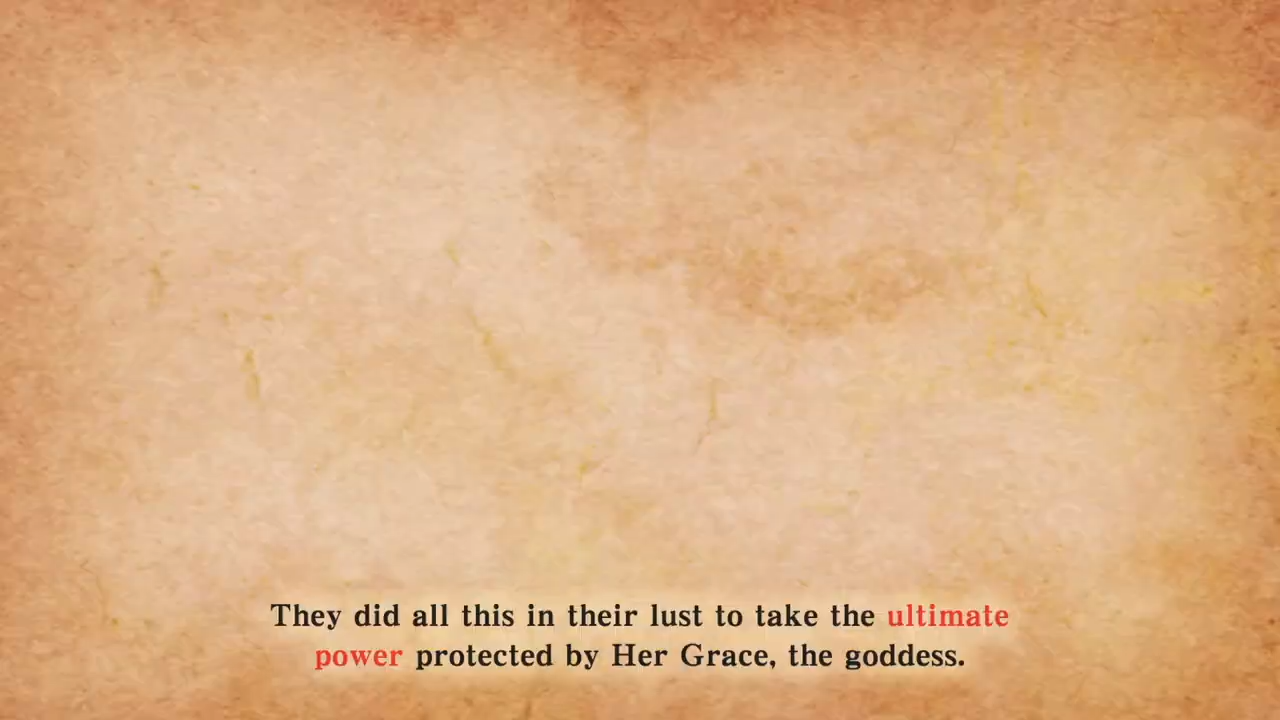 They did all this in their lust to take the ultimate
power protected by Her Grace, the goddess.